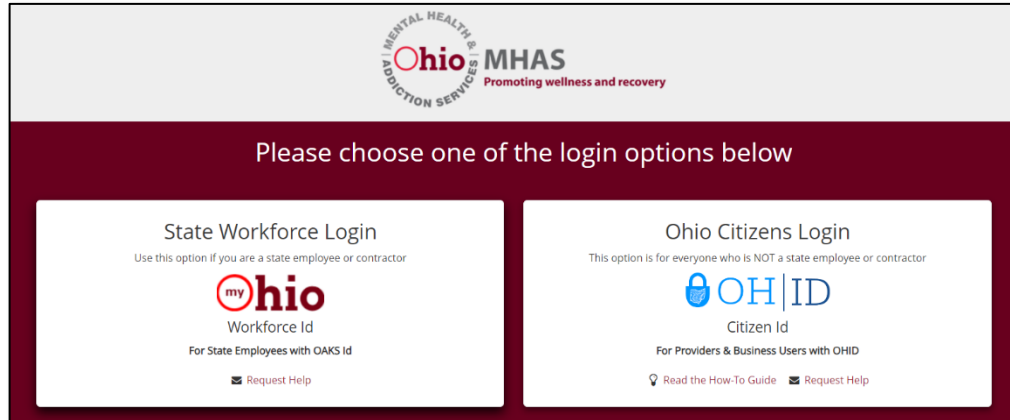 MENTAL HEALTH &
ADDICTION SERVICES
Ohio
MHAS
Promoting wellness and recovery
Please choose one of the login options below
State Workforce Login
Use this option if you are a state employee or contractor
my Ohio
Workforce Id
For State Employees with OAKS Id
Request Help
Ohio Citizens Login
This option is for everyone who is NOT a state employee or contractor
OH|ID
Citizen Id
For Providers & Business Users with OHID
Read the How-To Guide Request Help